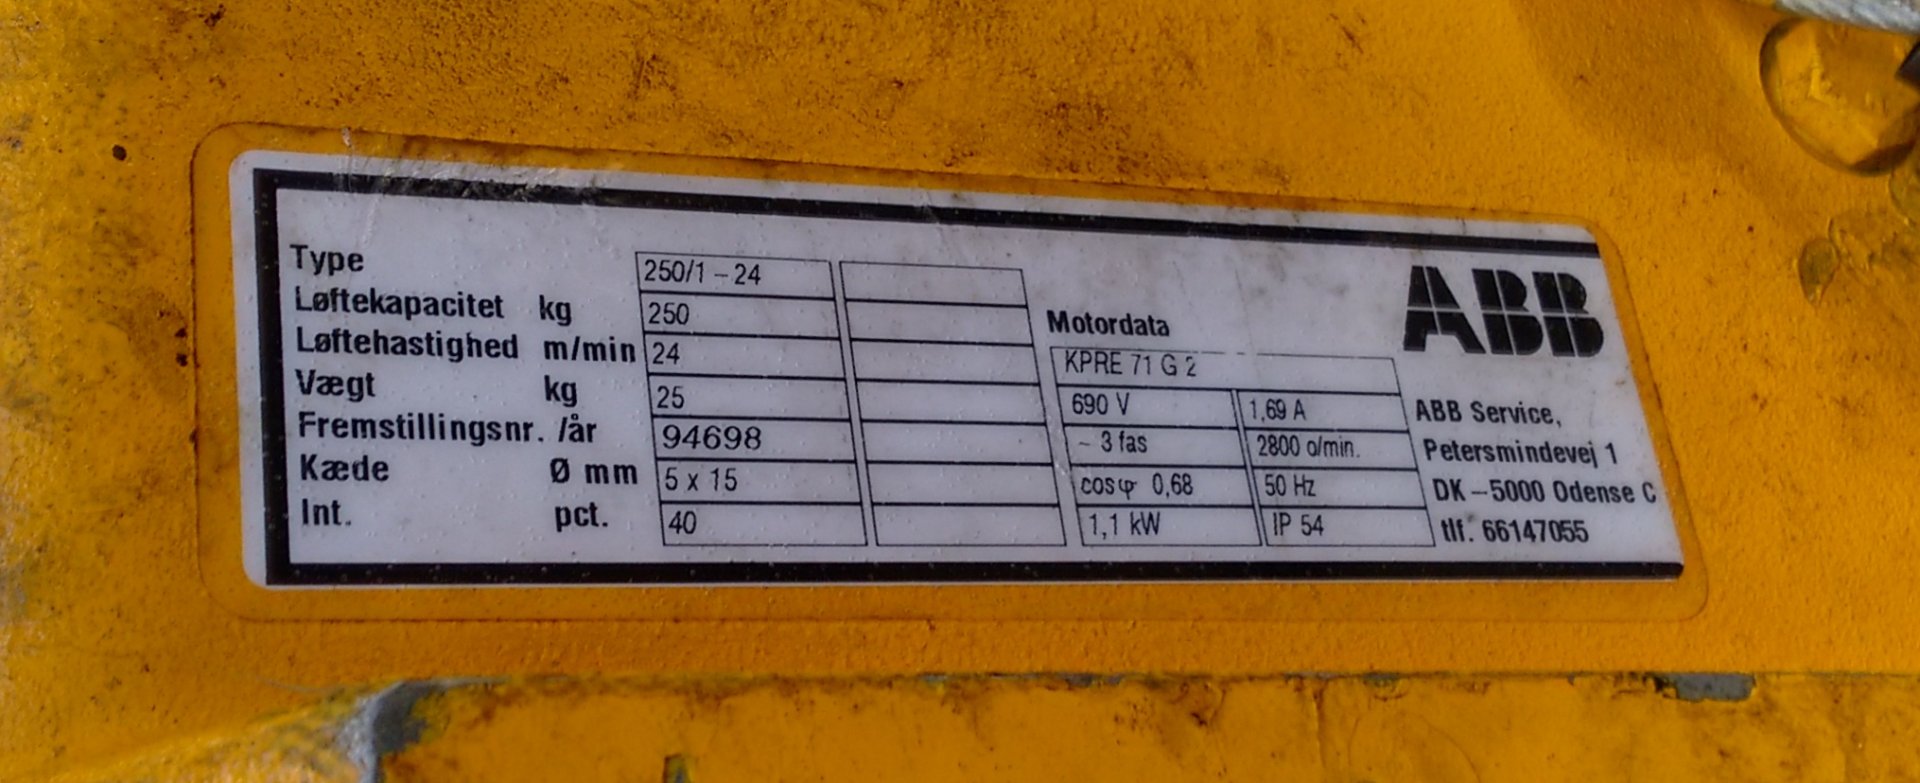 Type 250/1 – 24
Løftekapacitet kg 250
Løftehastighed m/min 24
Vægt kg 25
Fremstillingsnr. /år 94698
Kæde Ø mm 5 x 15
Int. pct. 40
Motordata
KPRE 71 G 2
690 V 1,69 A
~ 3 fas 2800 o/min.
cosφ 0,68 50 Hz
1,1 kW IP 54
ABB
ABB Service,
Petersmindevej 1
DK – 5000 Odense C
tlf. 66147055